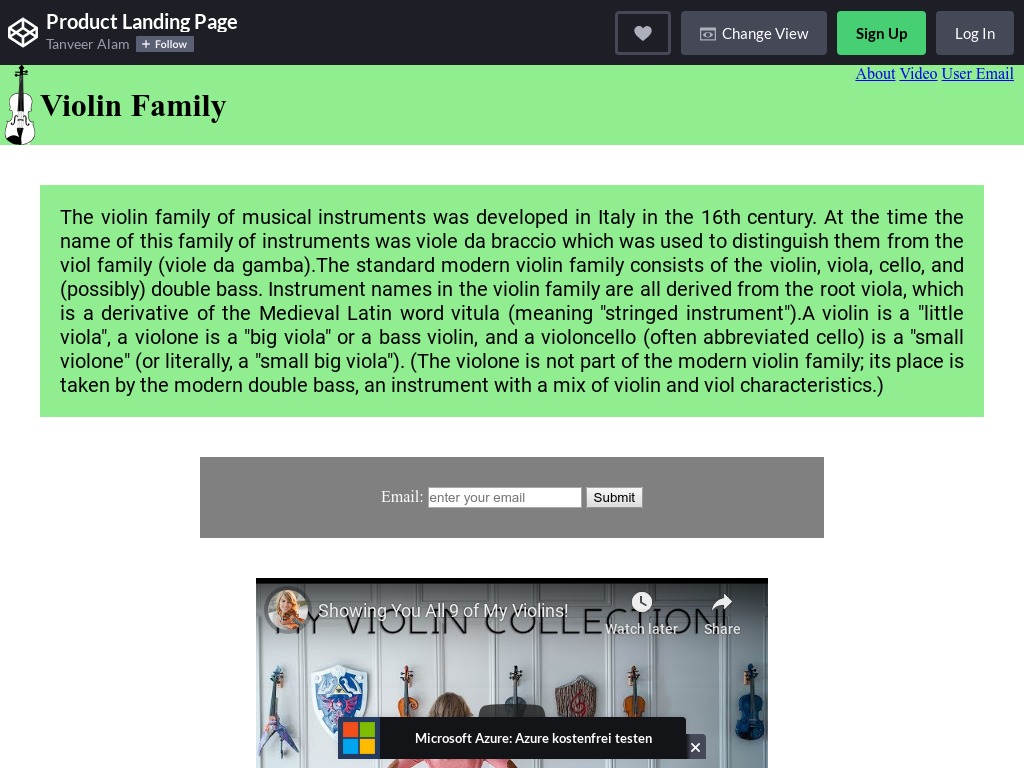 Product Landing Page
Tanveer Alam + Follow
Change View
Sign Up
Log In
About Video User Email
Violin Family
The violin family of musical instruments was developed in Italy in the 16th century. At the time the
name of this family of instruments was viole da braccio which was used to distinguish them from the
viol family (viole da gamba).The standard modern violin family consists of the violin, viola, cello, and
(possibly) double bass. Instrument names in the violin family are all derived from the root viola, which
is a derivative of the Medieval Latin word vitula (meaning "stringed instrument").A violin is a "little
viola", a violone is a "big viola" or a bass violin, and a violoncello (often abbreviated cello) is a "small
violone" (or literally, a "small big viola"). (The violone is not part of the modern violin family; its place is
taken by the modern double bass, an instrument with a mix of violin and viol characteristics.)
Email: enter your email Submit
Showing You All 9 of My Violins!
Watch later
Share
MY VIOLIN COLLECTION!
Microsoft Azure: Azure kostenfrei testen